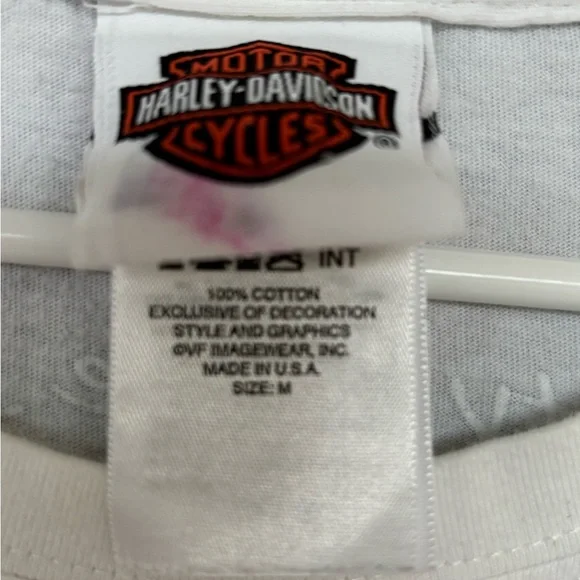 MOTOR
HARLEY-DAVIDSON
CYCLES
®
INT
100% COTTON
EXCLUSIVE OF DECORATION
STYLE AND GRAPHICS
©VF IMAGEWEAR, INC.
MADE IN U.S.A.
SIZE: M